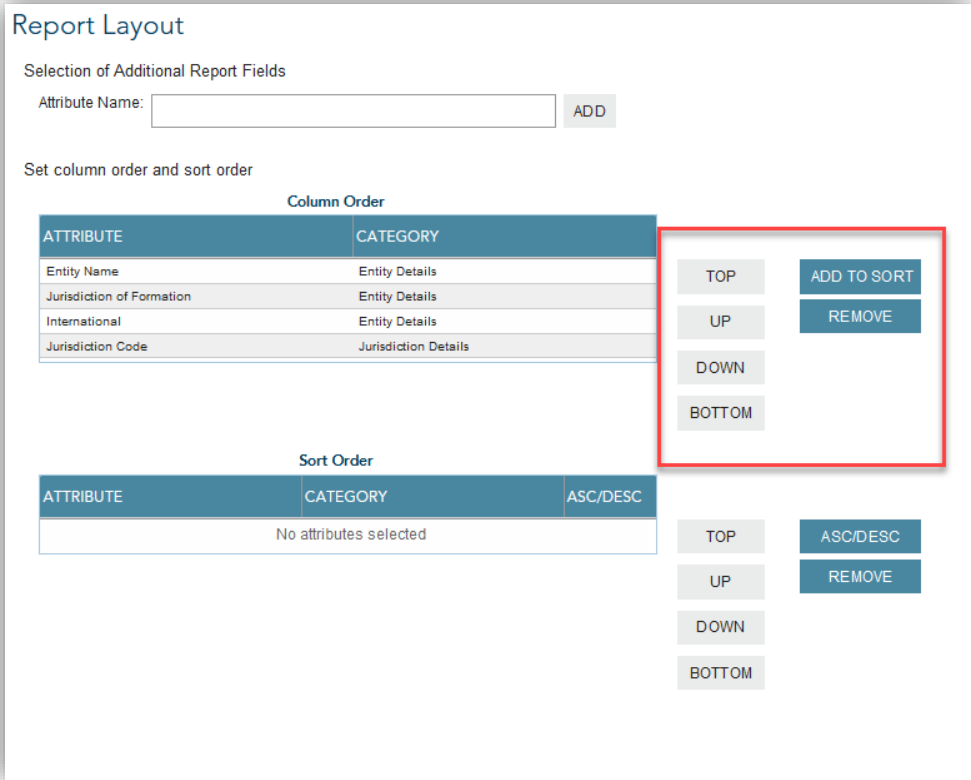 Report Layout
Selection of Additional Report Fields
Attribute Name:
ADD
Set column order and sort order
Column Order
ATTRIBUTE CATEGORY
Entity Name Entity Details
Jurisdiction of Formation Entity Details
International Entity Details
Jurisdiction Code Jurisdiction Details
TOP ADD TO SORT
UP REMOVE
DOWN
BOTTOM
Sort Order
ATTRIBUTE CATEGORY ASC/DESC
No attributes selected
TOP ASC/DESC
UP REMOVE
DOWN
BOTTOM